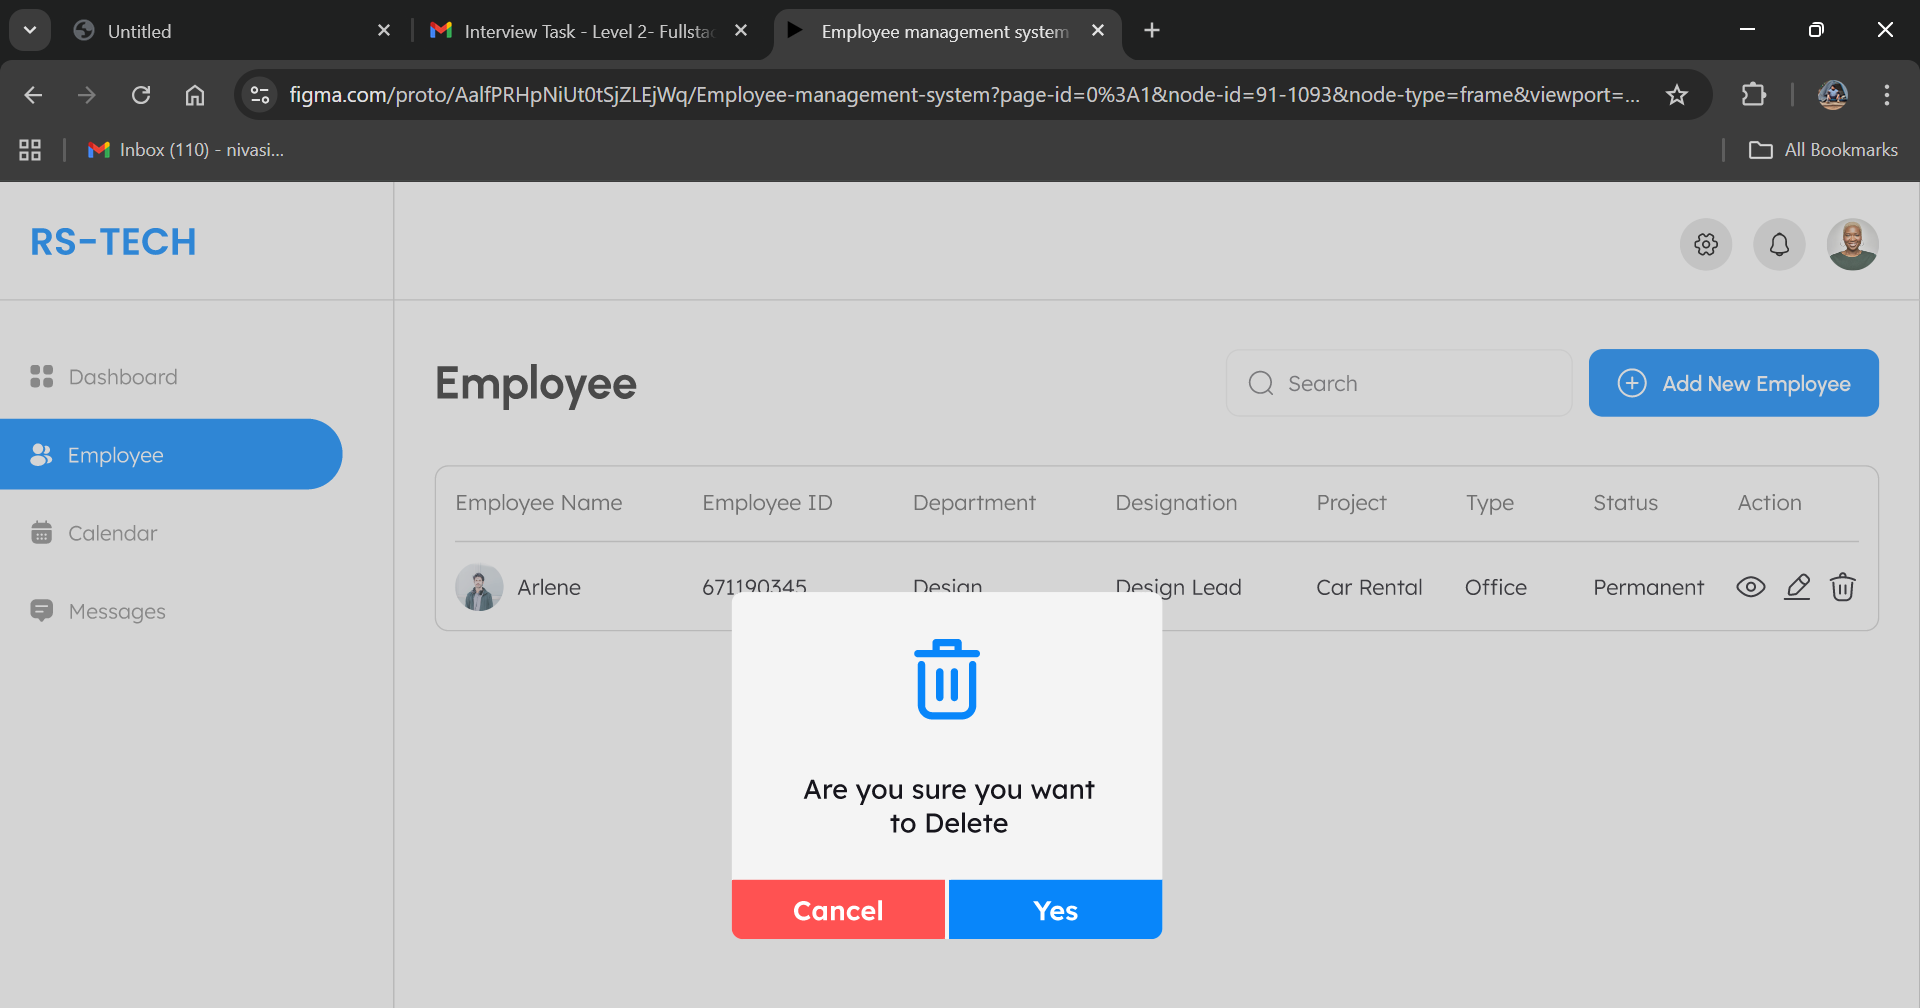 Untitled
Interview Task - Level 2- Fullsta
Employee management system
figma.com/proto/AalfPRHpNiUt0tSjZLEjWq/Employee-management-system?page-id=0%3A1&node-id=91-1093&node-type=frame&viewport=...
Inbox (110) - nivasi...
All Bookmarks
RS-TECH
Dashboard
Employee
Calendar
Messages
Employee
Search
Add New Employee
Employee Name Employee ID Department Designation Project Type Status Action
Arlene 671190345 Design Design Lead Car Rental Office Permanent
Are you sure you want
to Delete
Cancel Yes